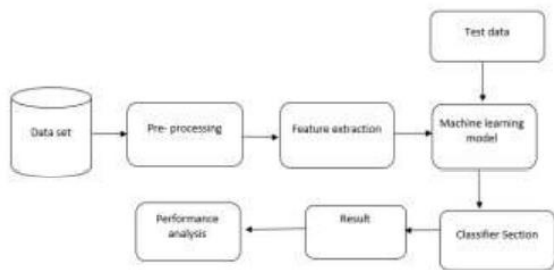 Test data
Data set
Pre- processing
Feature extraction
Machine learning
model
Performance
analysis
Result
Classifier Section